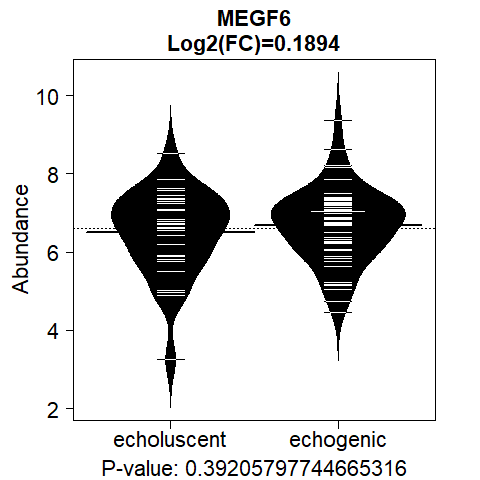 MEGF6
Log2(FC)=0.1894
Abundance
10
8
6
4
2
echoluscent echogenic
P-value: 0.39205797744665316